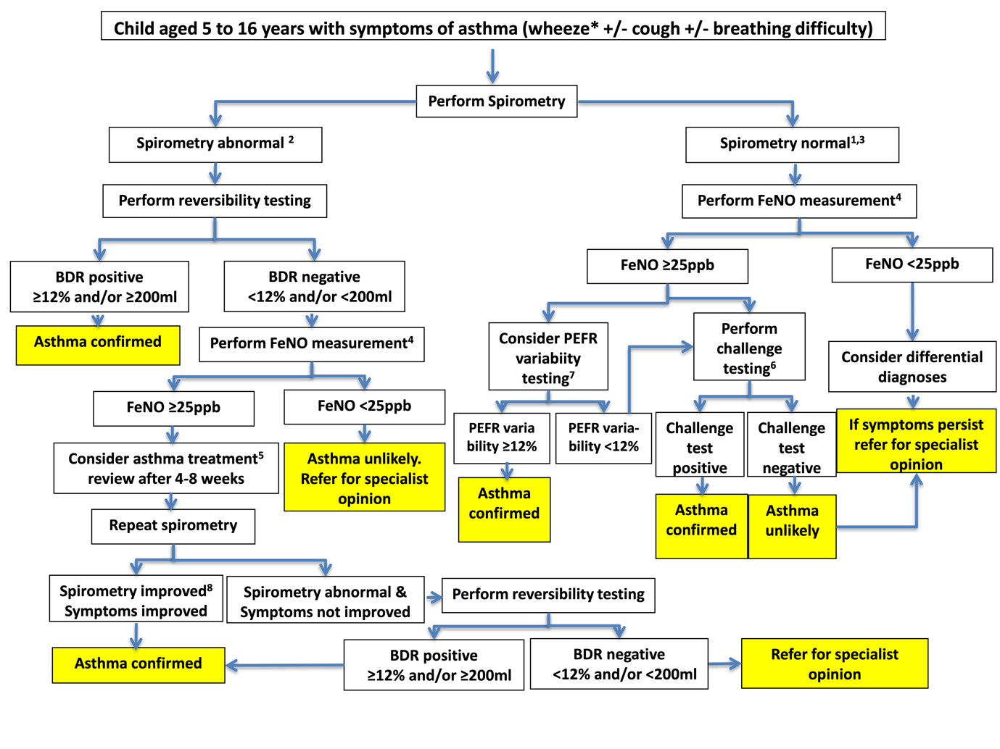 Child aged 5 to 16 years with symptoms of asthma (wheeze* +/- cough +/- breathing difficulty)
Perform Spirometry
Spirometry abnormal ²
Spirometry normal¹,³
Perform reversibility testing
Perform FeNO measurement⁴
BDR positive
≥12% and/or ≥200ml
BDR negative
<12% and/or <200ml
FeNO ≥25ppb
FeNO <25ppb
Asthma confirmed
Perform FeNO measurement⁴
Consider PEFR
variabiity
testing⁷
Perform
challenge
testing⁶
Consider differential
diagnoses
FeNO ≥25ppb
FeNO <25ppb
PEFR varia
bility ≥12%
PEFR varia-
bility <12%
Challenge
test
positive
Challenge
test
negative
If symptoms persist
refer for specialist
opinion
Consider asthma treatment⁵
review after 4-8 weeks
Asthma unlikely.
Refer for specialist
opinion
Asthma
confirmed
Asthma
confirmed
Asthma
unlikely
Repeat spirometry
Spirometry improved⁸
Symptoms improved
Spirometry abnormal &
Symptoms not improved
Perform reversibility testing
Asthma confirmed
BDR positive
≥12% and/or ≥200ml
BDR negative
<12% and/or <200ml
Refer for specialist
opinion